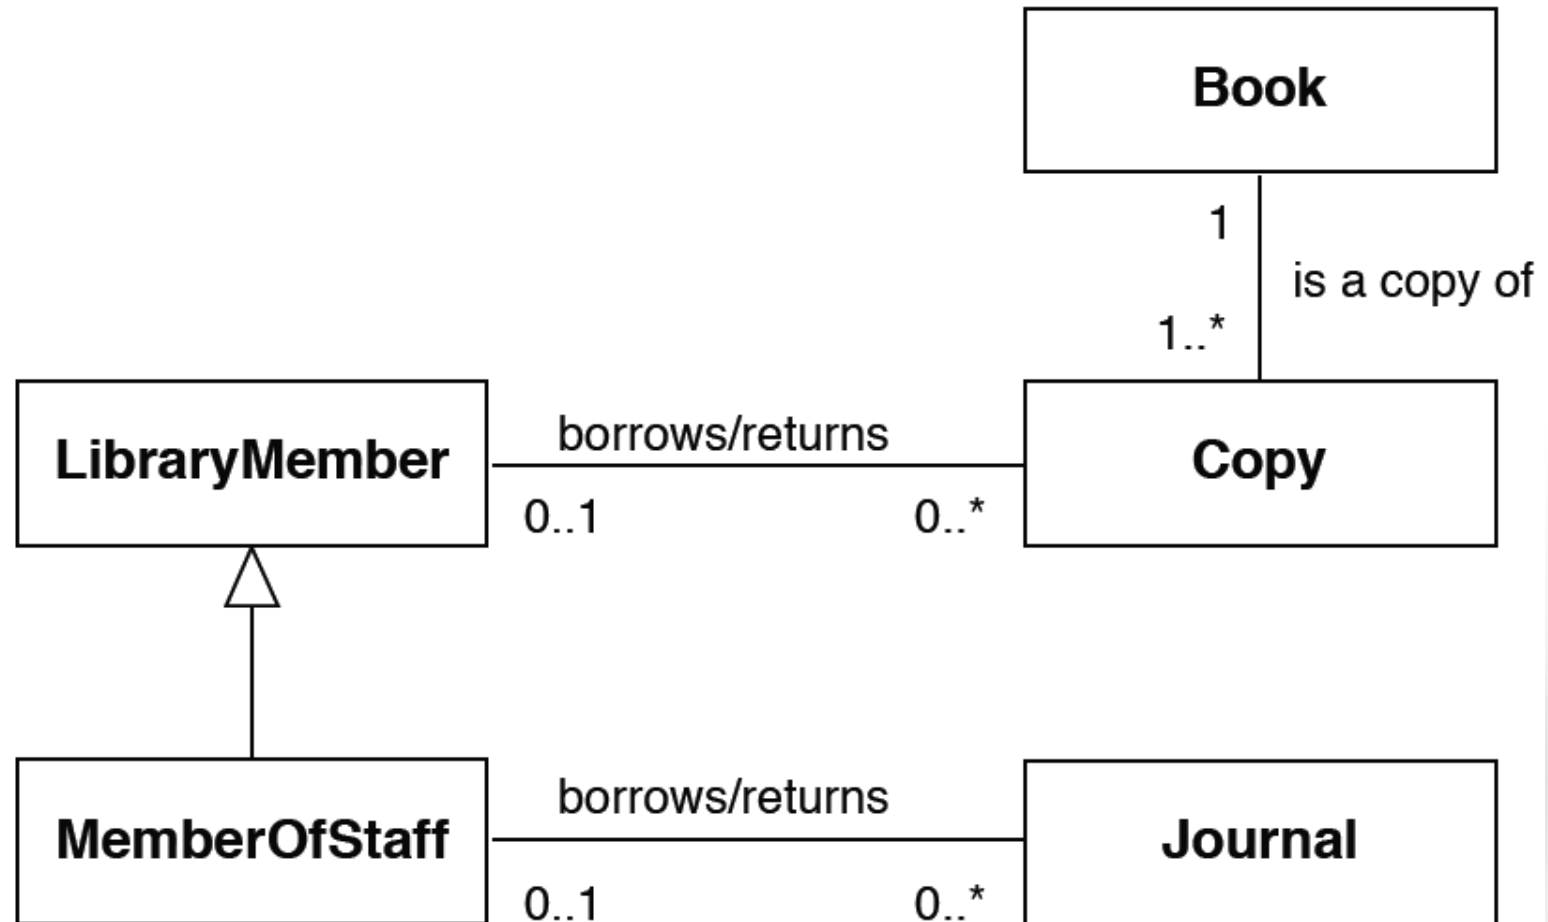 Book
1
is a copy of
1..*
LibraryMember
borrows/returns
0..1
0..*
Copy
MemberOfStaff
borrows/returns
0..1
0..*
Journal